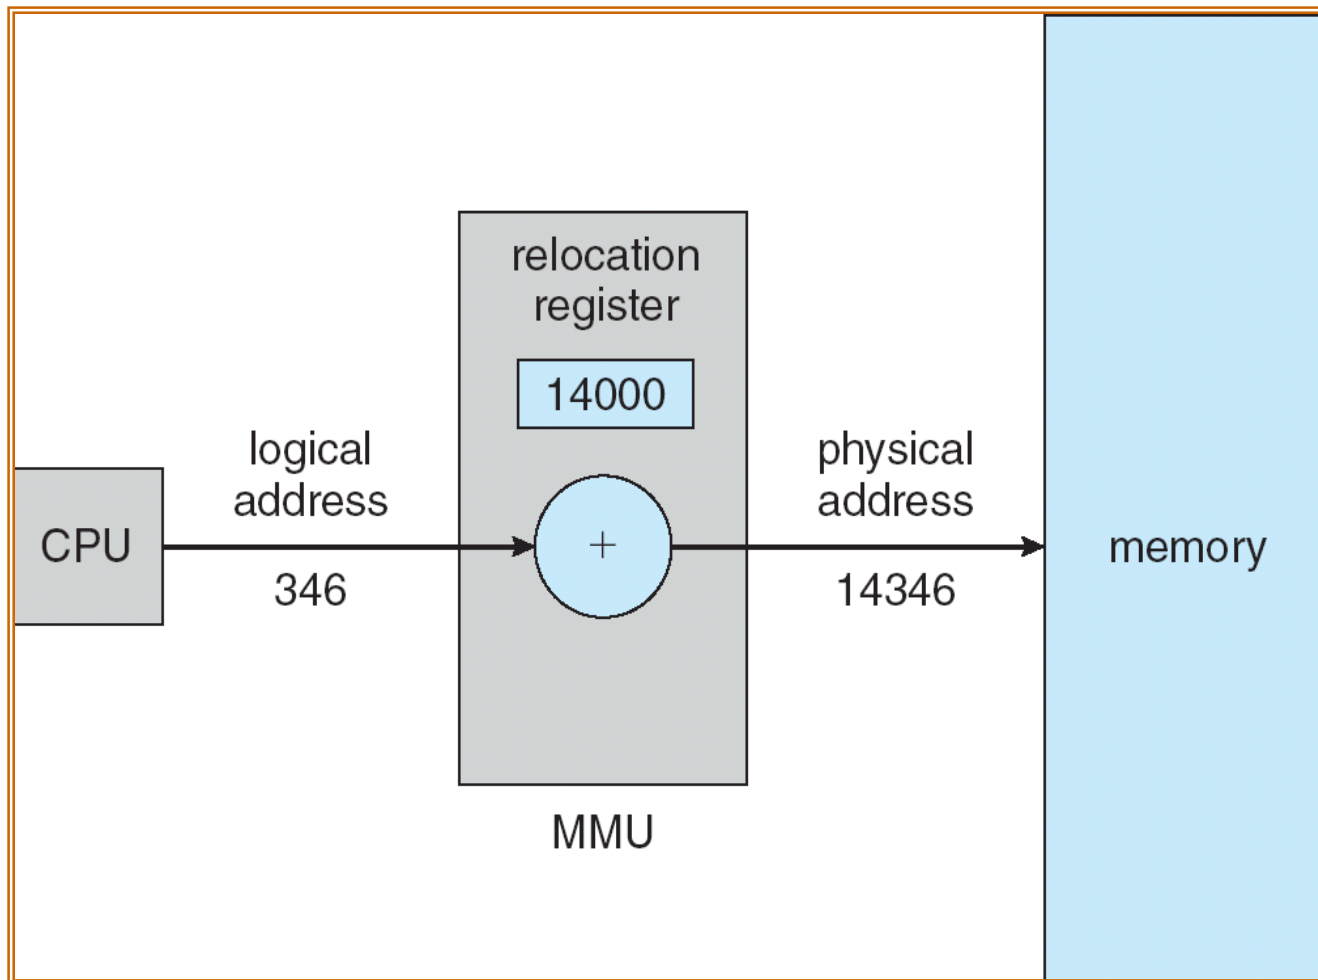 relocation
register
14000
logical
address
physical
address
CPU
+
memory
346
14346
MMU